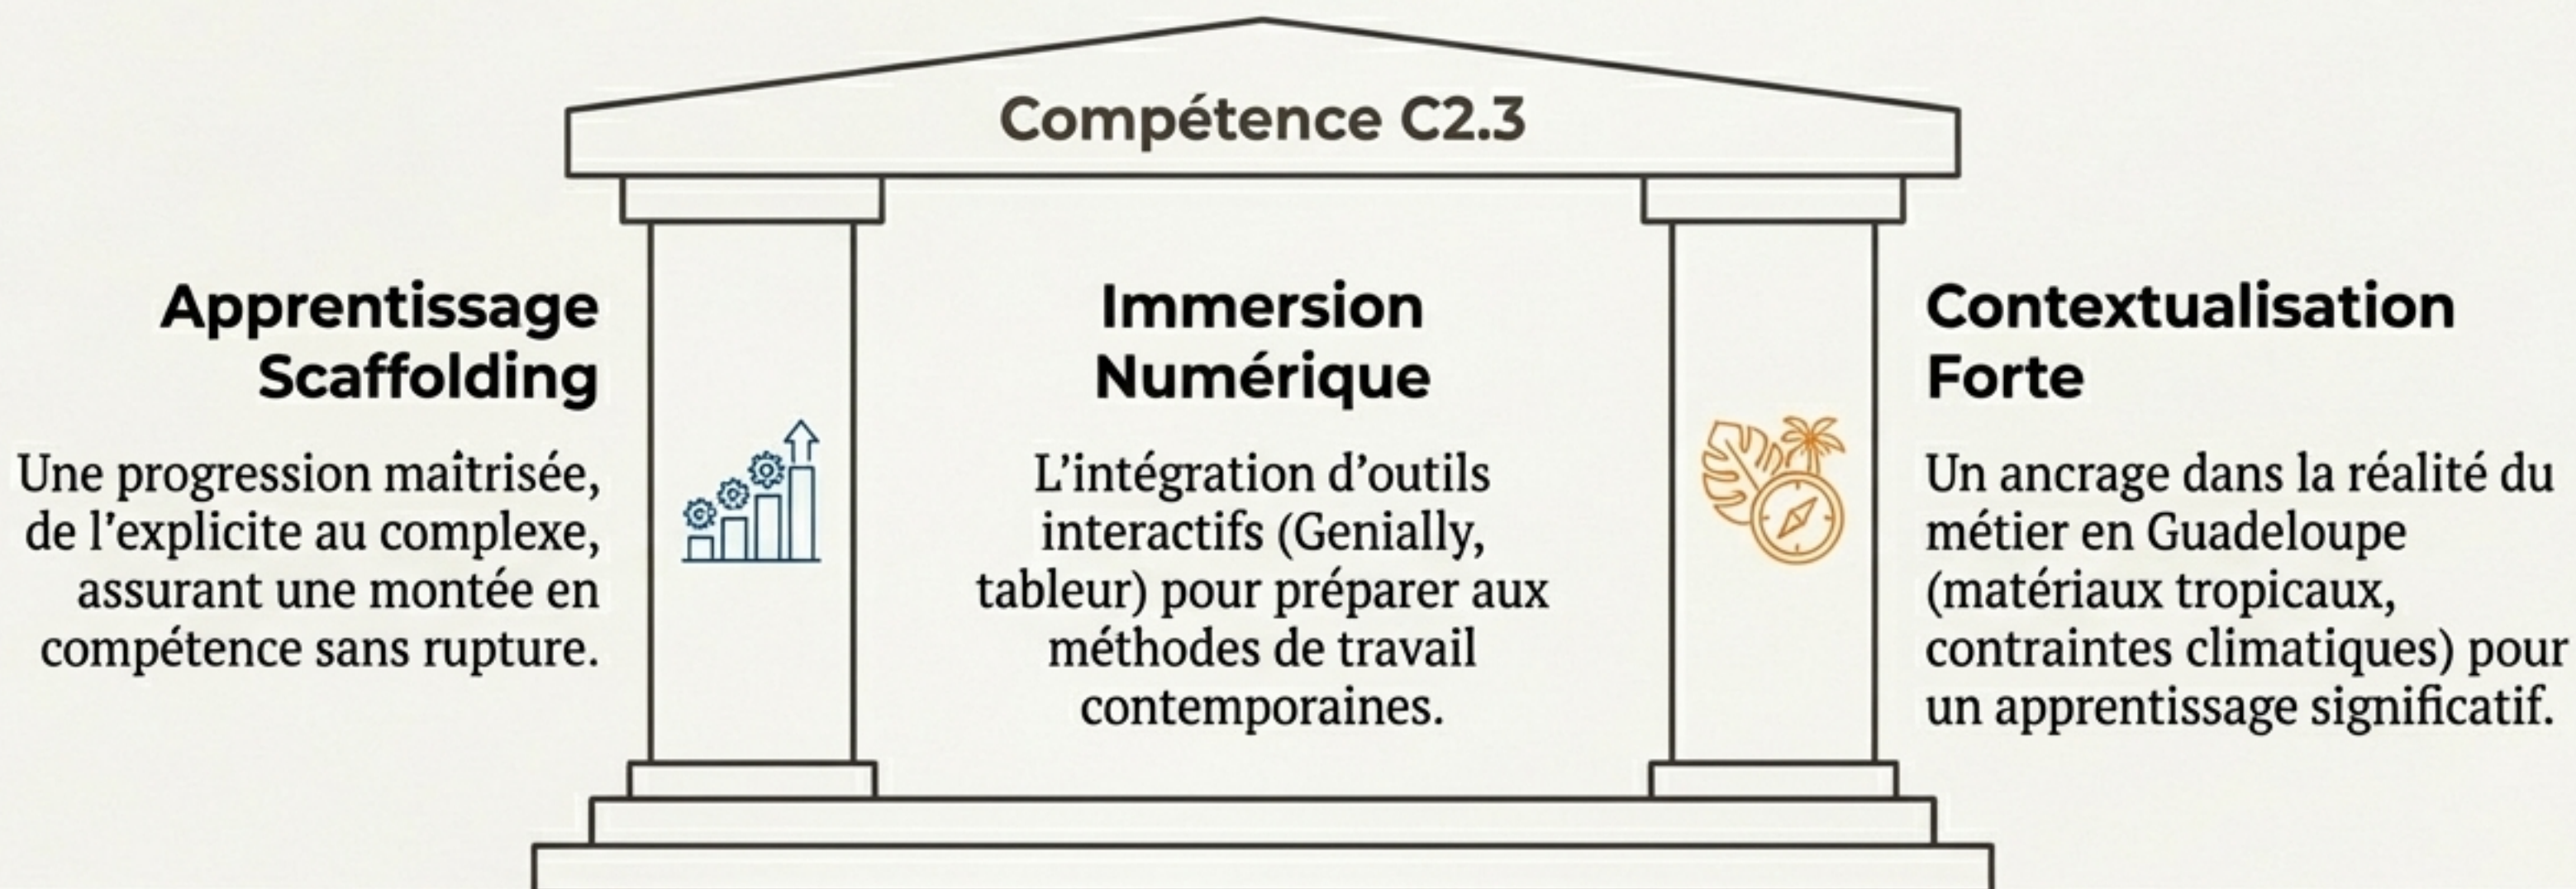 Compétence C2.3
Apprentissage
Scaffolding
Une progression maîtrisée,
de l'explicite au complexe,
assurant une montée en
compétence sans rupture.
Immersion
Numérique
L'intégration d'outils
interactifs (Genially,
tableur) pour préparer aux
méthodes de travail
contemporaines.
Contextualisation
Forte
Un ancrage dans la réalité du
métier en Guadeloupe
(matériaux tropicaux,
contraintes climatiques) pour
un apprentissage significatif.